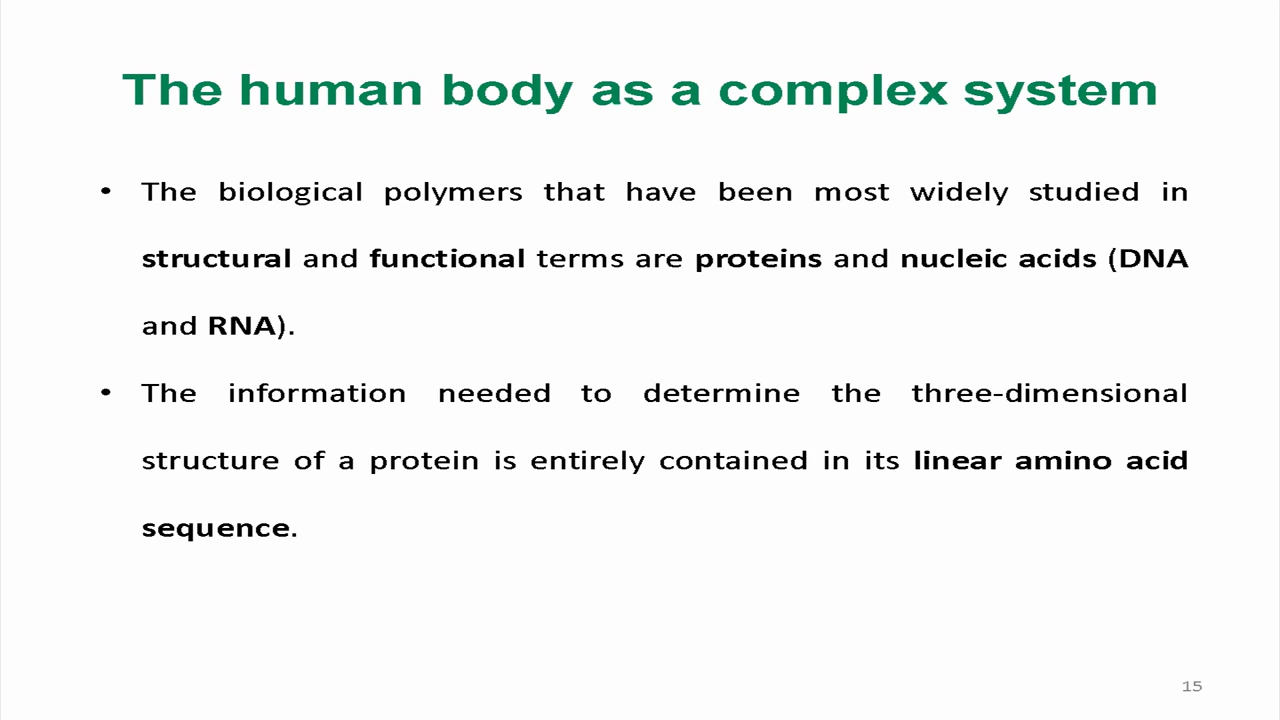 The human body as a complex system
• The biological polymers that have been most widely studied in
structural and functional terms are proteins and nucleic acids (DNA
and RNA).
• The information needed to determine the three-dimensional
structure of a protein is entirely contained in its linear amino acid
sequence.
15